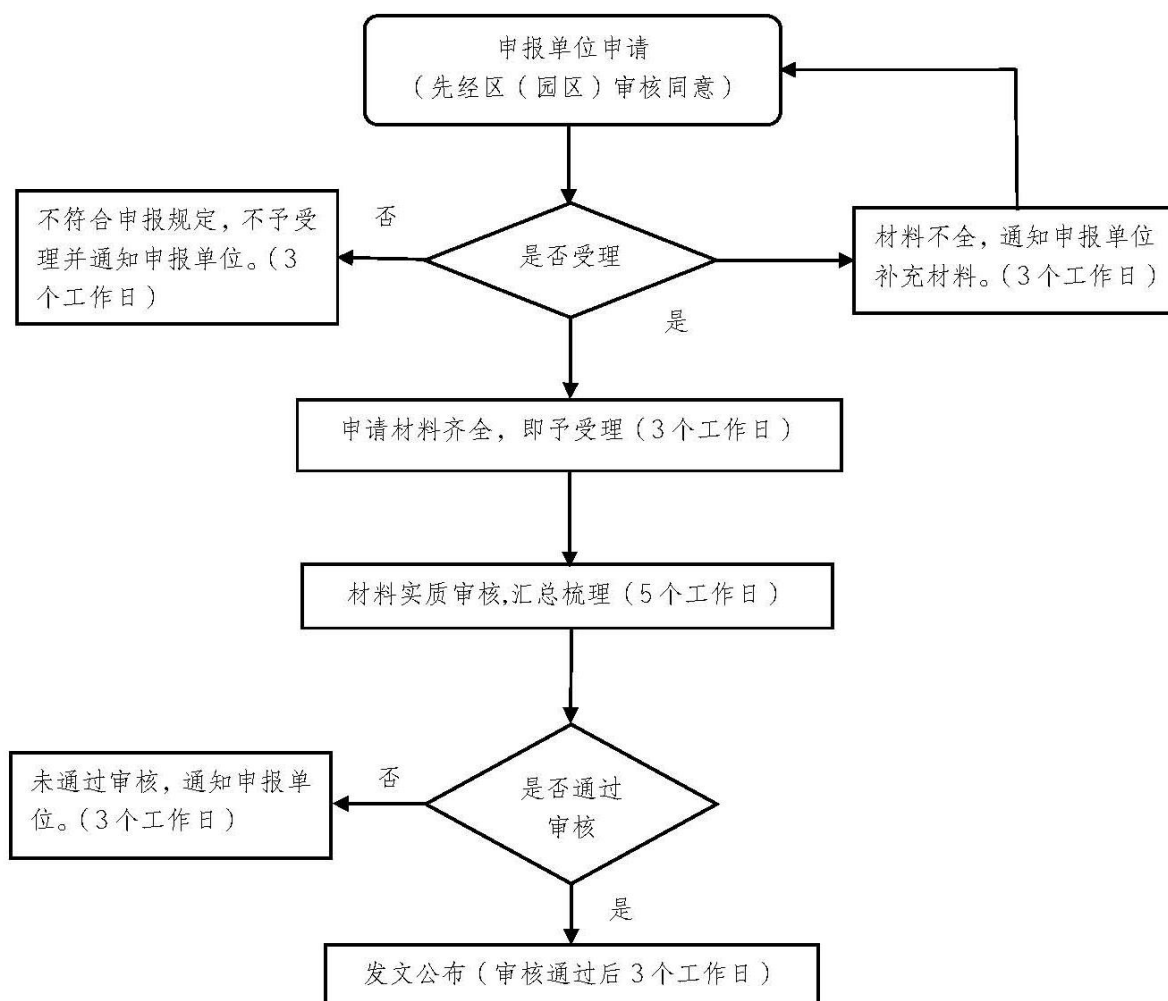 申报单位申请
(先经区(园区)审核同意)
不符合申报规定,不予受
理并通知申报单位。(3
个工作日)
否
是否受理
材料不全,通知申报单位
补充材料。(3个工作日)
是
申请材料齐全,即予受理(3个工作日)
材料实质审核,汇总梳理(5个工作日)
未通过审核,通知申报单
位。(3个工作日)
否
是否通过
审核
是
发文公布(审核通过后3个工作日)